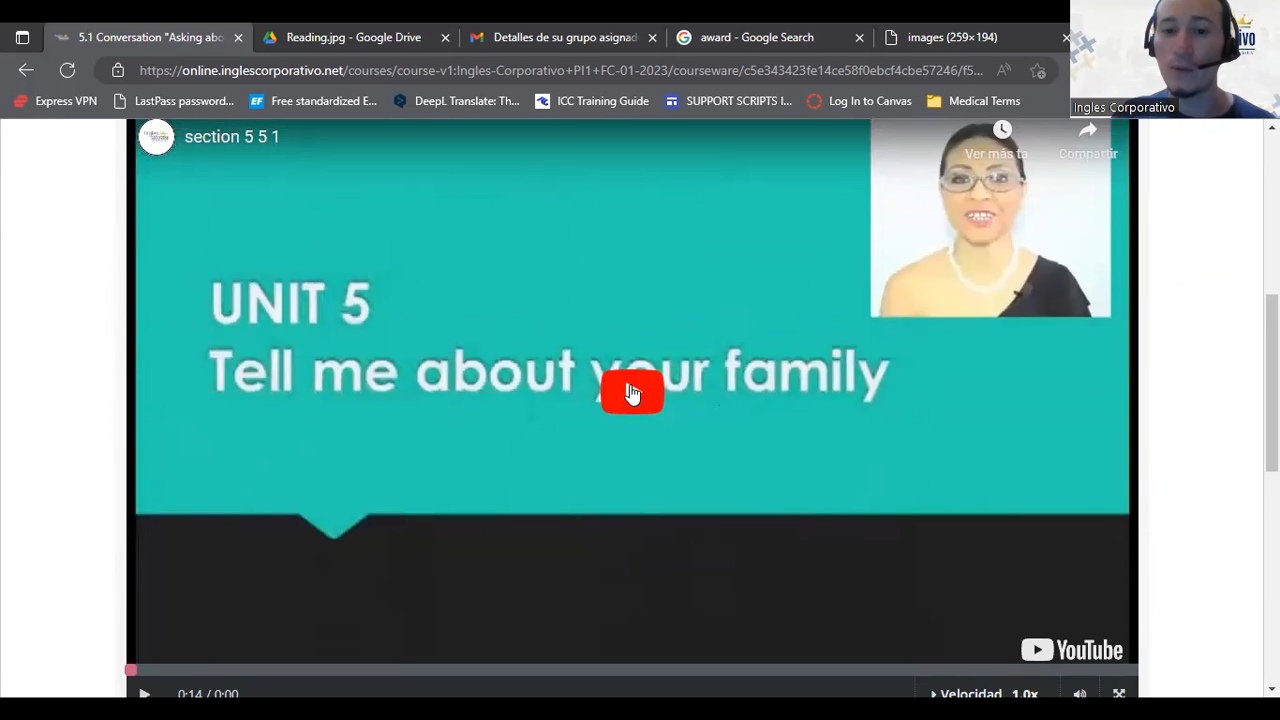 5.1 Conversation "Asking abo
Reading.jpg - Google Drive
Detalles de su grupo asignad
award - Google Search
images (259×194)
https://online.inglescorporativo.net/courses/course-v1:Ingles-Corporativo+PI1+FC-01-2023/courseware/c5e343423fe14ce58f0ebcf4cbe57246/f5...
Express VPN
LastPass password...
EF Free standardized E...
DeepL Translate: Th...
ICC Training Guide
SUPPORT SCRIPTS I...
Log In to Canvas
Medical Terms
Ingles Corporativo
section 5 5 1
Ver más ta
Compartir
UNIT 5
Tell me about your family
YouTube
0:14 / 0:00
Velocidad 1.0x